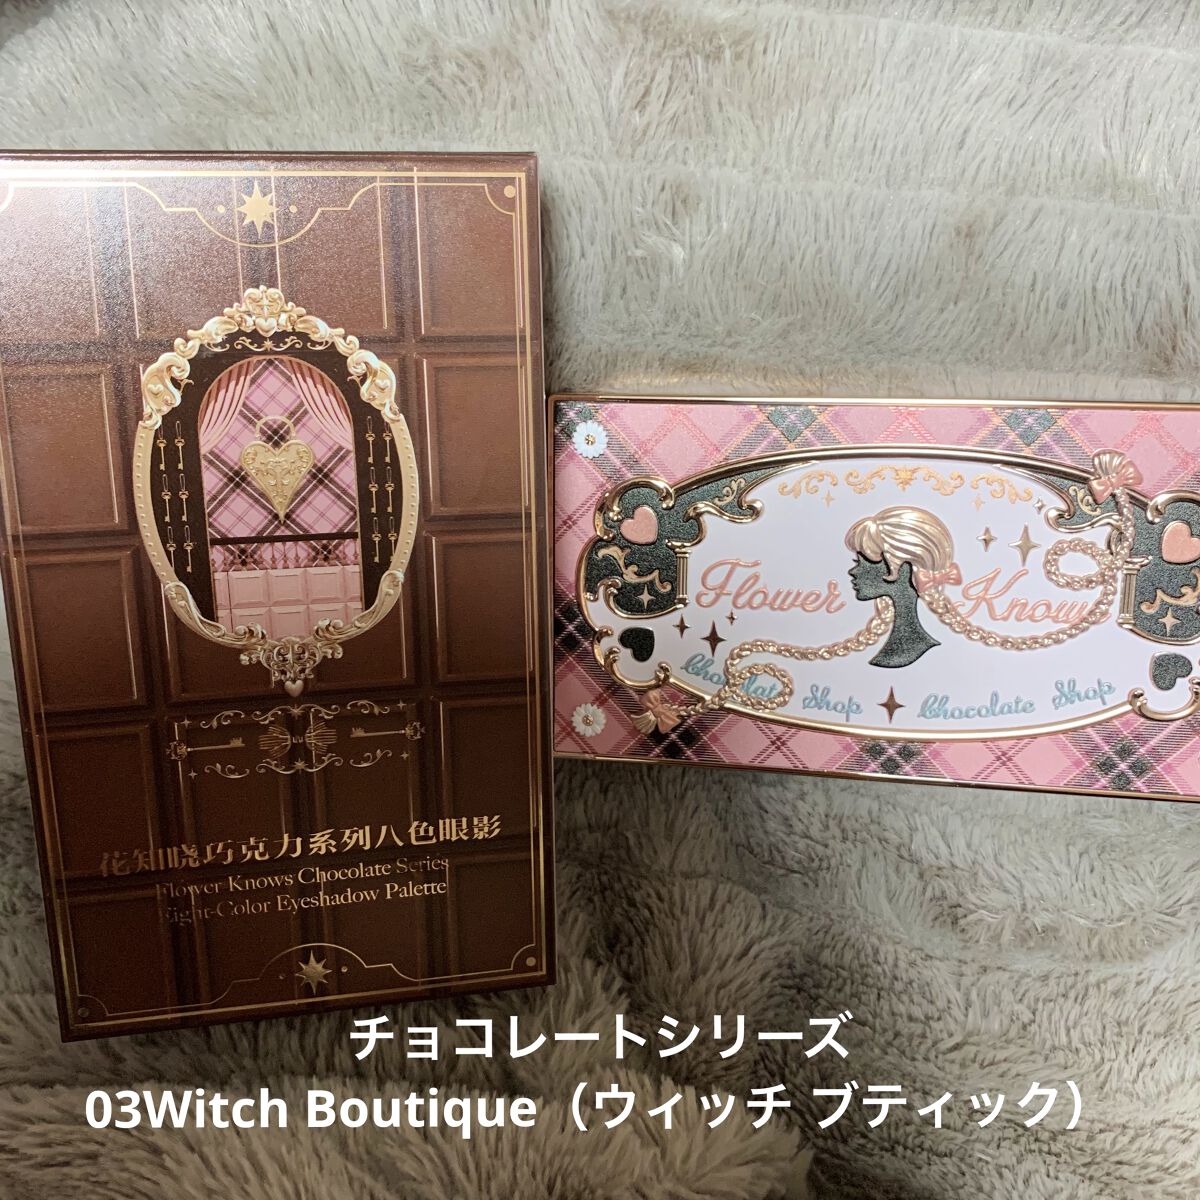 花知晓巧克力系列八色眼影
Flower Knows Chocolate Series
Eight-Color Eyeshadow Palette
Flower Know
Chocolate Shop Chocolate Shop
チョコレートシリーズ
03Witch Boutique（ウィッチ ブティック）